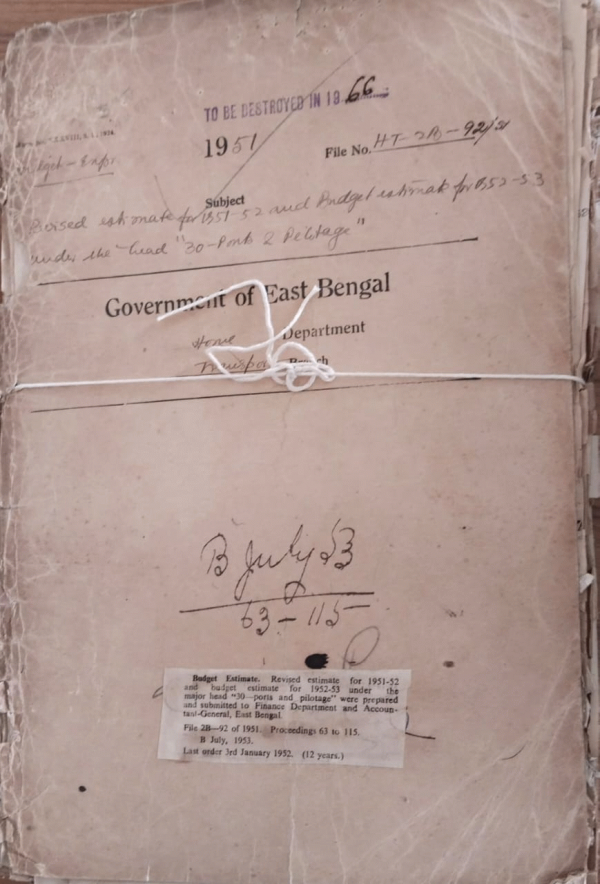 TO BE DESTROYED IN 19 66
1951
File No. HT-2B-92/51
Subject
Revised estimate for 1951-52 and Budget estimate for 1952-53
under the head "30-Ports & Pilotage"
Government of East Bengal
Home Department
Transport Branch
B July 53
63-115
Budget Estimate. Revised estimate for 1951-52
and budget estimate for 1952-53 under the
major head "30—ports and pilotage" were prepared
and submitted to Finance Department and Accoun-
tant-General, East Bengal.
File 2B—92 of 1951. Proceedings 63 to 115.
B July, 1953.
Last order 3rd January 1952. (12 years.)